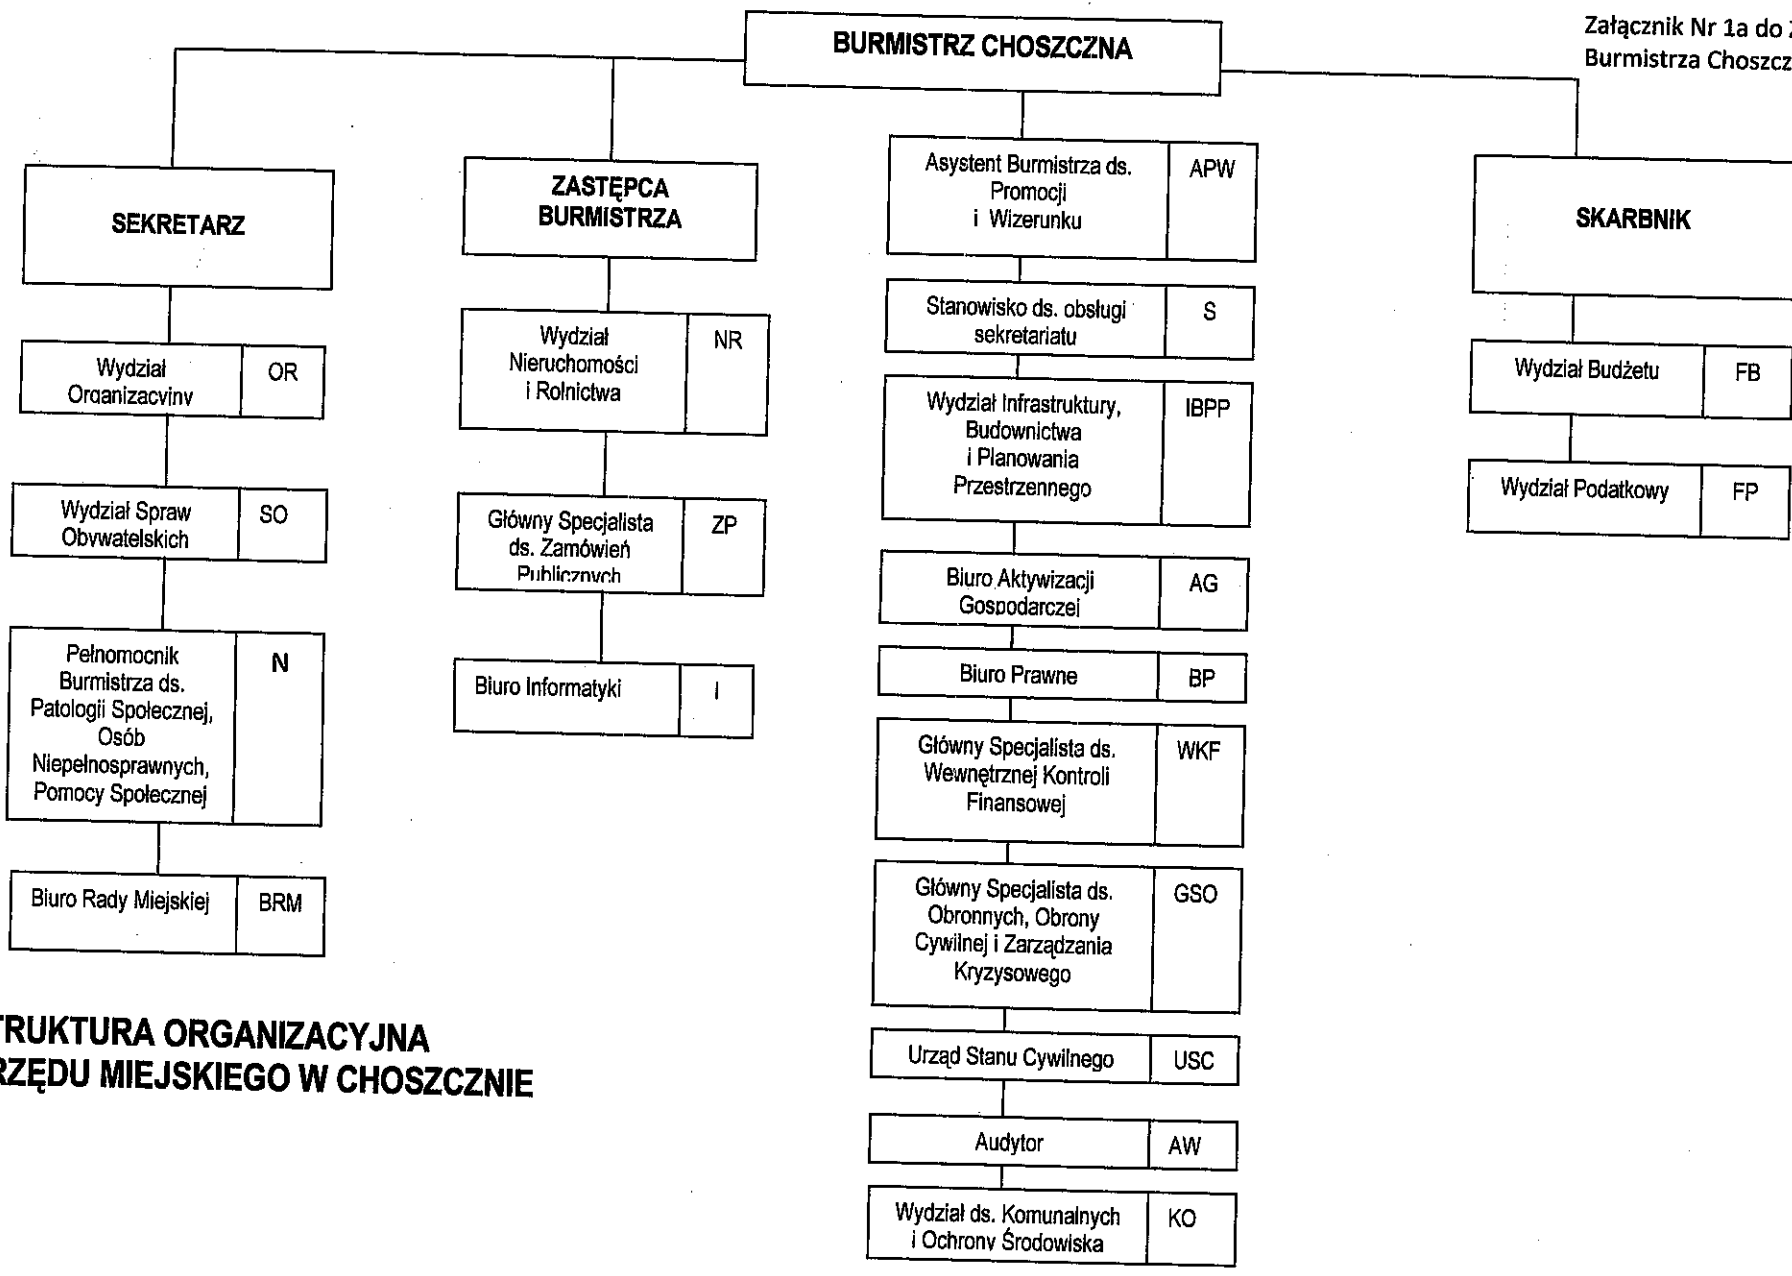 Załącznik Nr 1a do
Burmistrza
BURMISTRZ CHOSZCZNA
SEKRETARZ
Wydział
Organizacyjny
OR
Wydział Spraw
Obywatelskich
SO
Pełnomocnik
Burmistrza ds.
Patologii Społecznej,
Osób
Niepełnosprawnych,
Pomocy Społecznej
N
Biuro Rady Miejskiej
BRM
ZASTĘPCA
BURMISTRZA
Wydział
Nieruchomości
i Rolnictwa
NR
Główny Specjalista
ds. Zamówień
Publicznych
ZP
Biuro Informatyki
I
Asystent Burmistrza ds.
Promocji
i Wizerunku
APW
Stanowisko ds. obsługi
sekretariatu
S
Wydział Infrastruktury,
Budownictwa
i Planowania
Przestrzennego
IBPP
Biuro Aktywizacji
Gospodarczej
AG
Biuro Prawne
BP
Główny Specjalista ds.
Wewnętrznej Kontroli
Finansowej
WKF
Główny Specjalista ds.
Obronnych, Obrony
Cywilnej i Zarządzania
Kryzysowego
GSO
Urząd Stanu Cywilnego
USC
Audytor
AW
Wydział ds. Komunalnych
i Ochrony Środowiska
KO
SKARBNIK
Wydział Budżetu
FB
Wydział Podatkowy
FP
TRUKTURA ORGANIZACYJNA
RZĘDU MIEJSKIEGO W CHOSZCZNIE